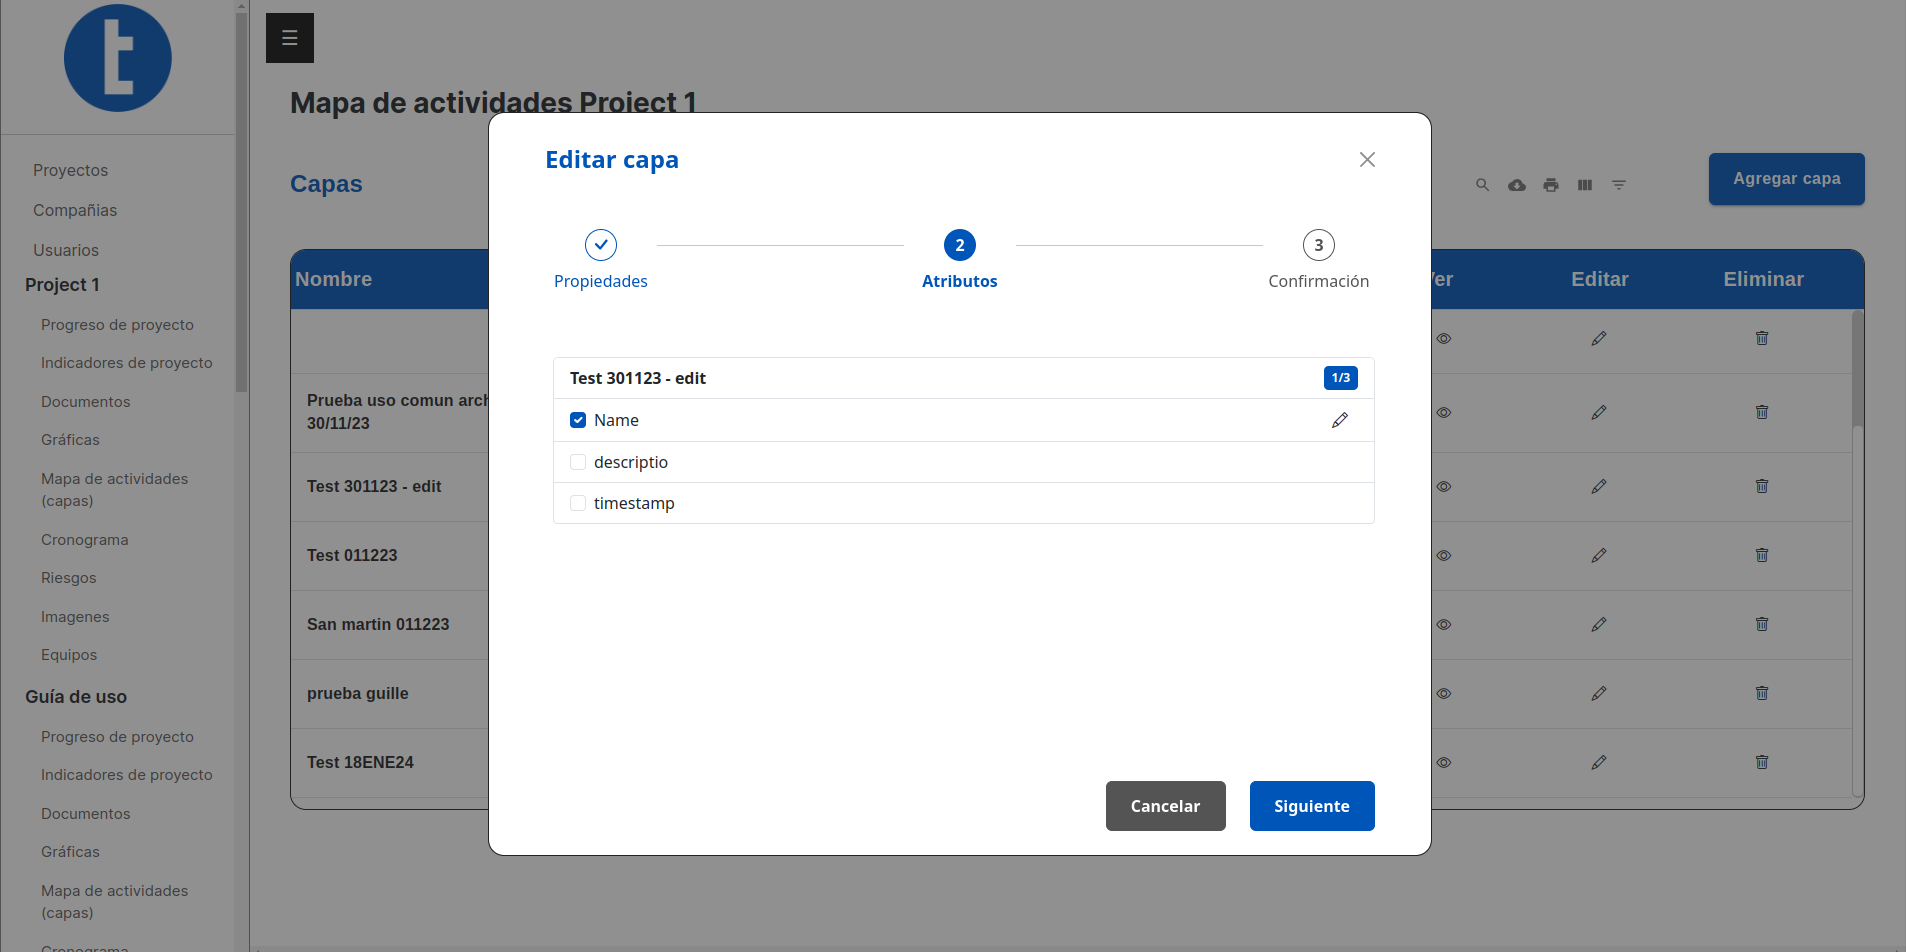 t
Proyectos
Compañias
Usuarios
Project 1
Progreso de proyecto
Indicadores de proyecto
Documentos
Gráficas
Mapa de actividades
(capas)
Cronograma
Riesgos
Imagenes
Equipos
Guía de uso
Progreso de proyecto
Indicadores de proyecto
Documentos
Gráficas
Mapa de actividades
(capas)
Cronograma
Mapa de actividades Project 1
Capas
Agregar capa
Nombre
Ver
Editar
Eliminar
Prueba uso comun arch
30/11/23
Test 301123 - edit
Test 011223
San martin 011223
prueba guille
Test 18ENE24
Editar capa
Propiedades
2
Atributos
3
Confirmación
Test 301123 - edit
1/3
Name
descriptio
timestamp
Cancelar
Siguiente